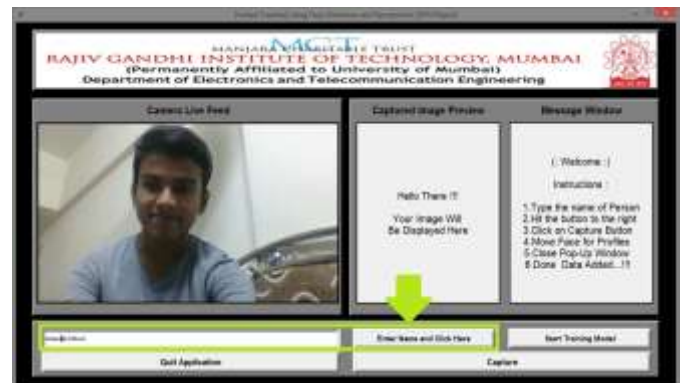 MANJARA CHARITABLE TRUST
MCT
RAJIV GANDHI INSTITUTE OF TECHNOLOGY, MUMBAI
(Permanently Affiliated to University of Mumbai)
Department of Electronics and Telecommunication Engineering
Camera Live Feed
Captured Image Preview
Message Window
Hello There !!!
Your Image Will
Be Displayed Here
(: Welcome :)
Instructions :
1.Type the name of Person
2.Hit the button to the right
3.Click on Capture Button
4.Move Face for Profiles
5.Close Pop-Up Window
6.Done Data Added...!!!
Enter Name and Click Here
Start Training Model
Quit Application
Capture